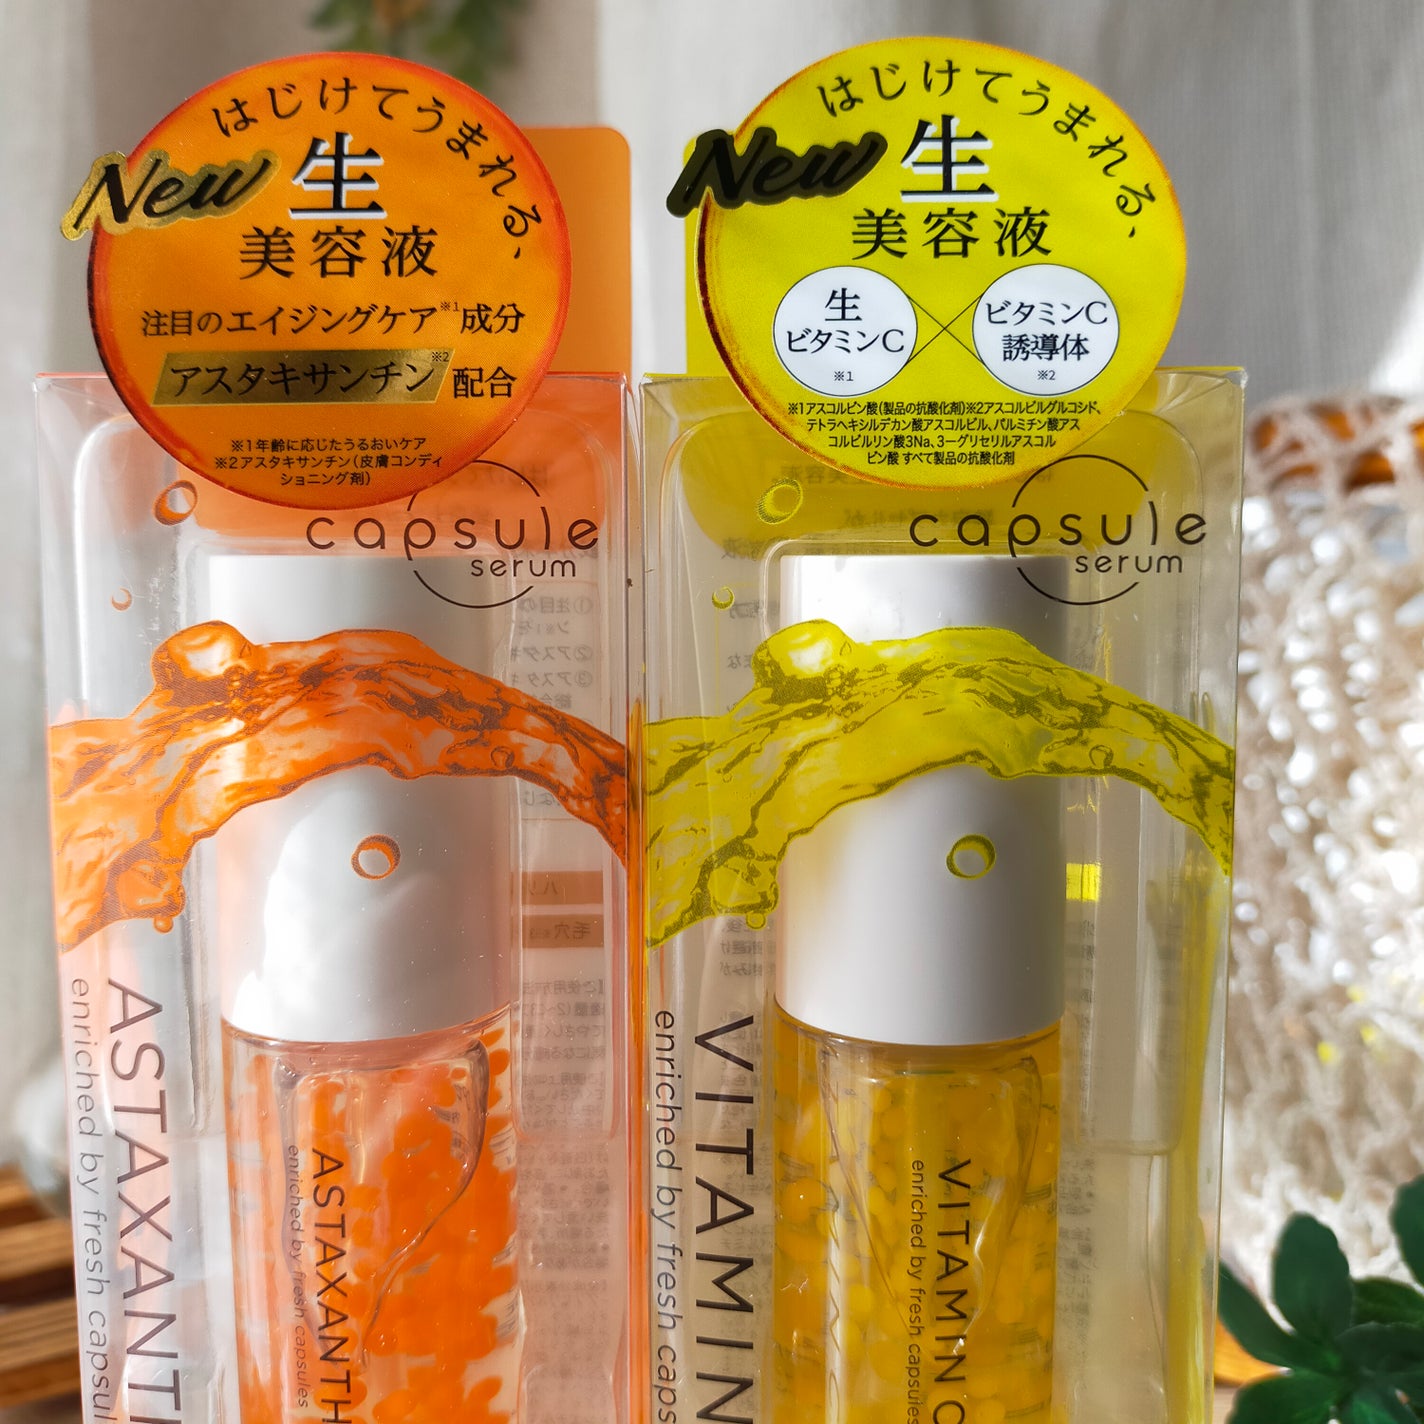 はじけてうまれる、
New
生
美容液
注目のエイジングケア※1成分
アスタキサンチン※2配合
※1年齢に応じたうるおいケア
※2アスタキサンチン(皮膚コンディ
ショニング剤)
capsule
serum
ASTAXANTH
enriched by fresh capsul
ASTAXANTH
enriched by fresh capsules
はじけてうまれる、
New
生
美容液
生
ビタミンC
※1
ビタミンC
誘導体
※2
※1アスコルビン酸(製品の抗酸化剤)※2アスコルビルグルコシド、
テトラヘキシルデカン酸アスコルビル、パルミチン酸アス
コルビルリン酸3Na、3ーグリセリルアスコル
ビン酸 すべて製品の抗酸化剤
capsule
serum
VITAMIN
enriched by fresh caps
VITAMIN C
enriched by fresh capsules